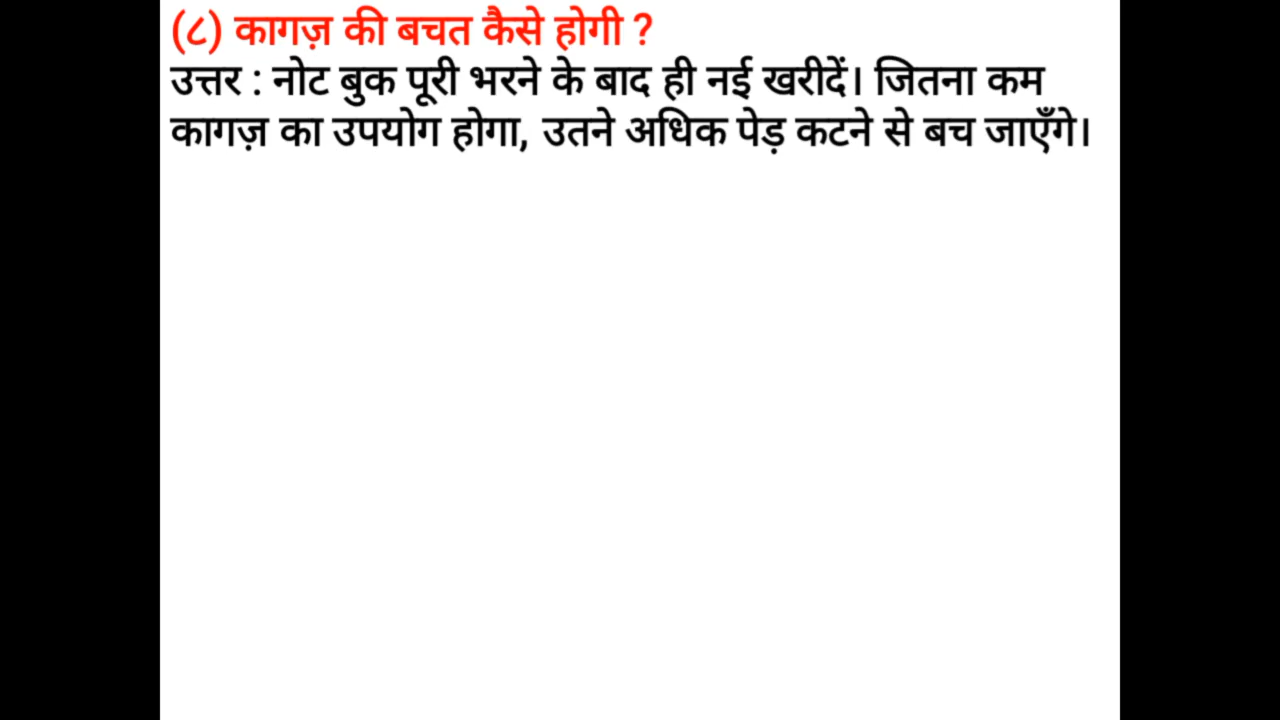 (८) कागज़ की बचत कैसे होगी ?
उत्तर : नोट बुक पूरी भरने के बाद ही नई खरीदें। जितना कम
कागज़ का उपयोग होगा, उतने अधिक पेड़ कटने से बच जाएँगे।